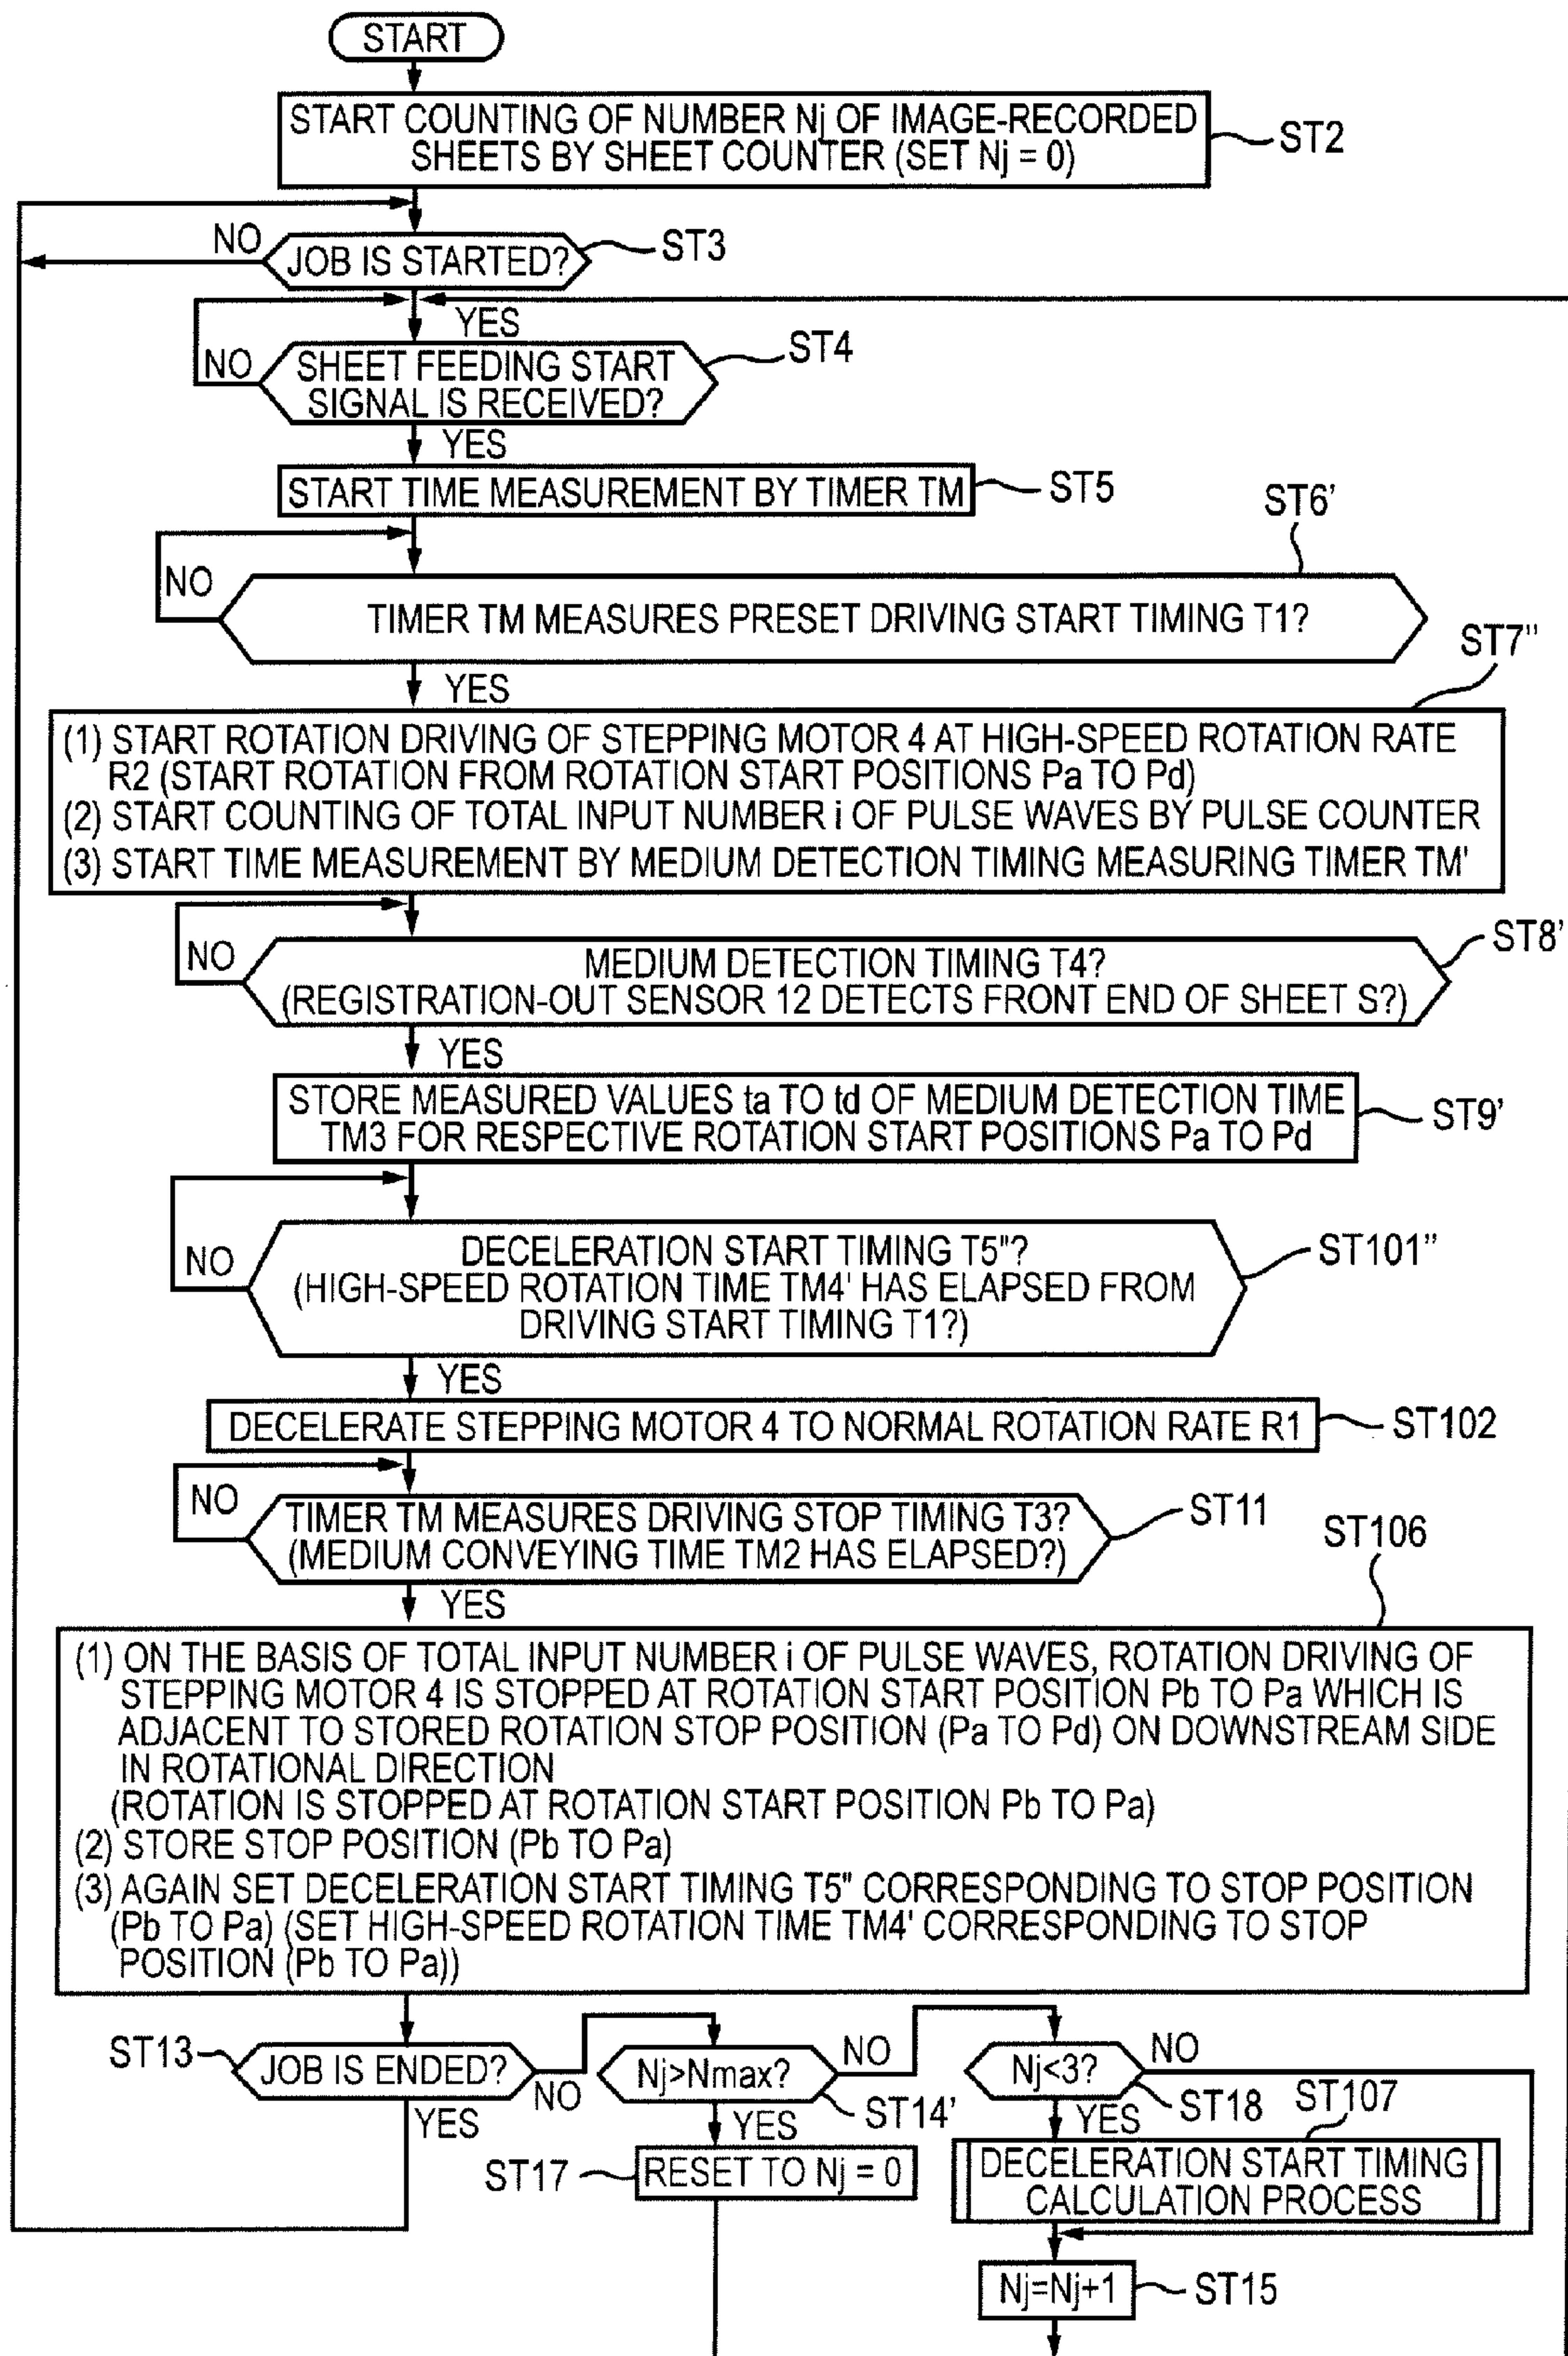 START
START COUNTING OF NUMBER Nj OF IMAGE-RECORDED
SHEETS BY SHEET COUNTER (SET Nj = 0)
ST2
NO
JOB IS STARTED?
ST3
YES
NO
SHEET FEEDING START
SIGNAL IS RECEIVED?
ST4
YES
START TIME MEASUREMENT BY TIMER TM
ST5
ST6'
NO
TIMER TM MEASURES PRESET DRIVING START TIMING T1?
ST7"
YES
(1) START ROTATION DRIVING OF STEPPING MOTOR 4 AT HIGH-SPEED ROTATION RATE
R2 (START ROTATION FROM ROTATION START POSITIONS Pa TO Pd)
(2) START COUNTING OF TOTAL INPUT NUMBER i OF PULSE WAVES BY PULSE COUNTER
(3) START TIME MEASUREMENT BY MEDIUM DETECTION TIMING MEASURING TIMER TM'
NO
MEDIUM DETECTION TIMING T4?
(REGISTRATION-OUT SENSOR 12 DETECTS FRONT END OF SHEET S?)
ST8'
YES
STORE MEASURED VALUES ta TO td OF MEDIUM DETECTION TIME
TM3 FOR RESPECTIVE ROTATION START POSITIONS Pa TO Pd
ST9'
NO
DECELERATION START TIMING T5"?
(HIGH-SPEED ROTATION TIME TM4' HAS ELAPSED FROM
DRIVING START TIMING T1?)
ST101"
YES
DECELERATE STEPPING MOTOR 4 TO NORMAL ROTATION RATE R1
ST102
NO
TIMER TM MEASURES DRIVING STOP TIMING T3?
(MEDIUM CONVEYING TIME TM2 HAS ELAPSED?)
ST11
ST106
YES
(1) ON THE BASIS OF TOTAL INPUT NUMBER i OF PULSE WAVES, ROTATION DRIVING OF
STEPPING MOTOR 4 IS STOPPED AT ROTATION START POSITION Pb TO Pa WHICH IS
ADJACENT TO STORED ROTATION STOP POSITION (Pa TO Pd) ON DOWNSTREAM SIDE
IN ROTATIONAL DIRECTION
(ROTATION IS STOPPED AT ROTATION START POSITION Pb TO Pa)
(2) STORE STOP POSITION (Pb TO Pa)
(3) AGAIN SET DECELERATION START TIMING T5" CORRESPONDING TO STOP POSITION
(Pb TO Pa) (SET HIGH-SPEED ROTATION TIME TM4' CORRESPONDING TO STOP
POSITION (Pb TO Pa))
ST13
JOB IS ENDED?
NO
YES
Nj>Nmax?
NO
ST14'
YES
Nj<3?
NO
ST18
YES
ST107
ST17
RESET TO Nj = 0
DECELERATION START TIMING
CALCULATION PROCESS
Nj=Nj+1
ST15